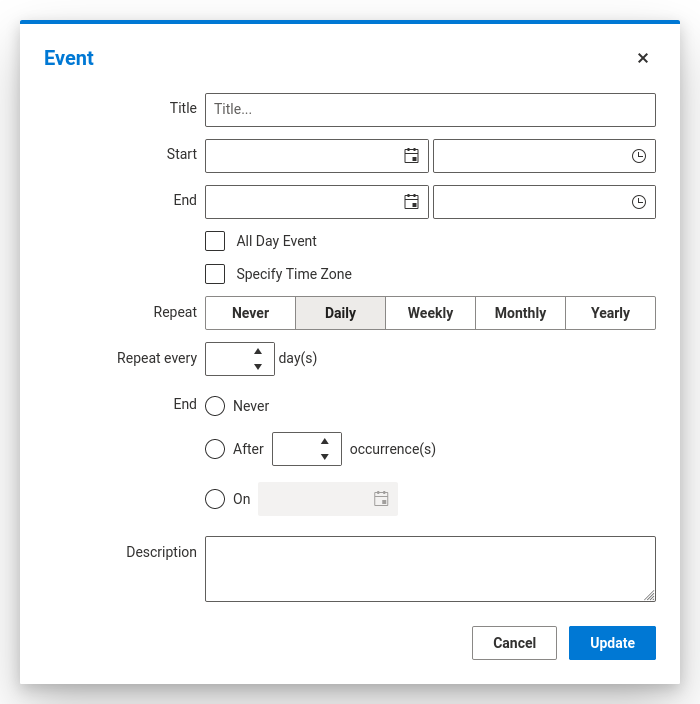 Event
Title Title...
Start
End
All Day Event
Specify Time Zone
Repeat Never Daily Weekly Monthly Yearly
Repeat every day(s)
End Never
After occurrence(s)
On
Description
Cancel Update